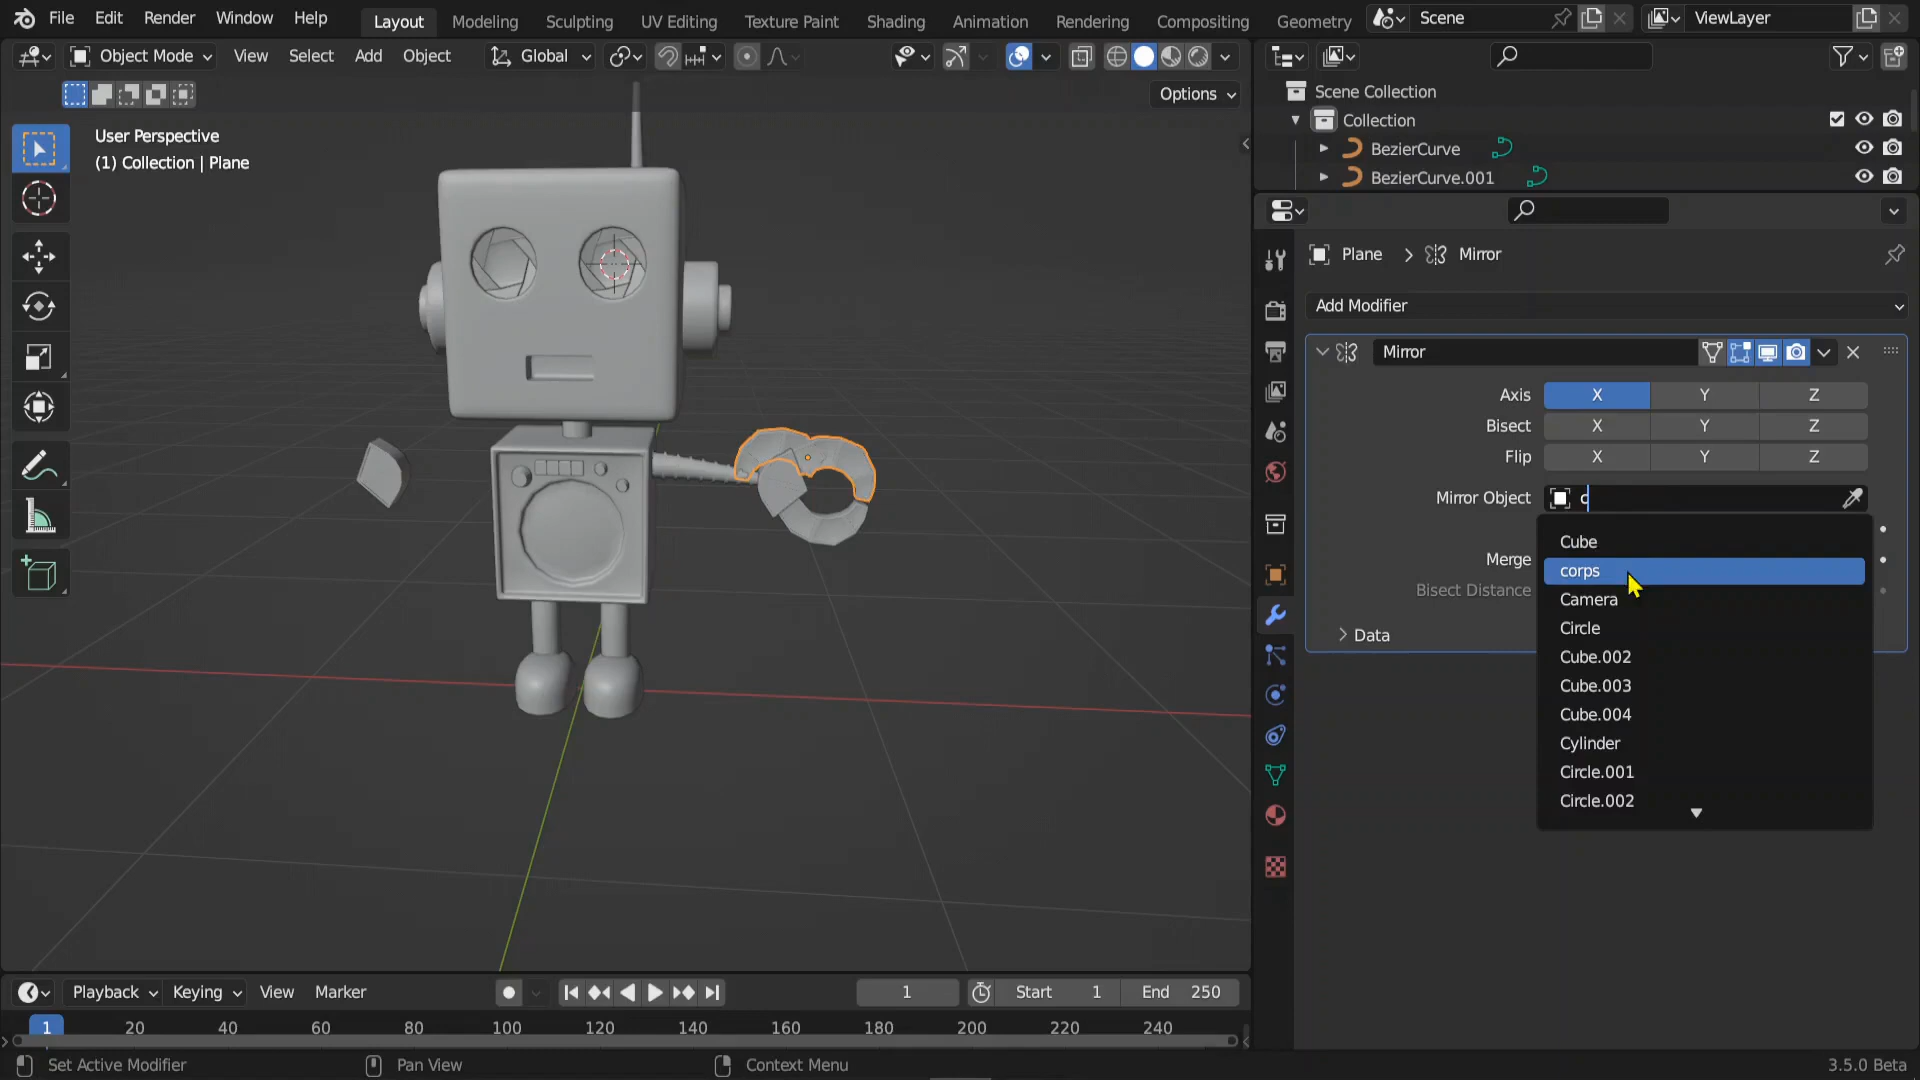 File Edit Render Window Help Layout Modeling Sculpting UV Editing Texture Paint Shading Animation Rendering Compositing Geometry Scene ViewLayer
Object Mode View Select Add Object Global
Options
User Perspective
(1) Collection | Plane
Scene Collection
Collection
BezierCurve
BezierCurve.001
Plane > Mirror
Add Modifier
Mirror
Axis X Y Z
Bisect X Y Z
Flip X Y Z
Mirror Object c
Merge
Bisect Distance
Data
Cube
corps
Camera
Circle
Cube.002
Cube.003
Cube.004
Cylinder
Circle.001
Circle.002
Playback Keying View Marker 1 Start 1 End 250
1 20 40 60 80 100 120 140 160 180 200 220 240
Set Active Modifier Pan View Context Menu 3.5.0 Beta